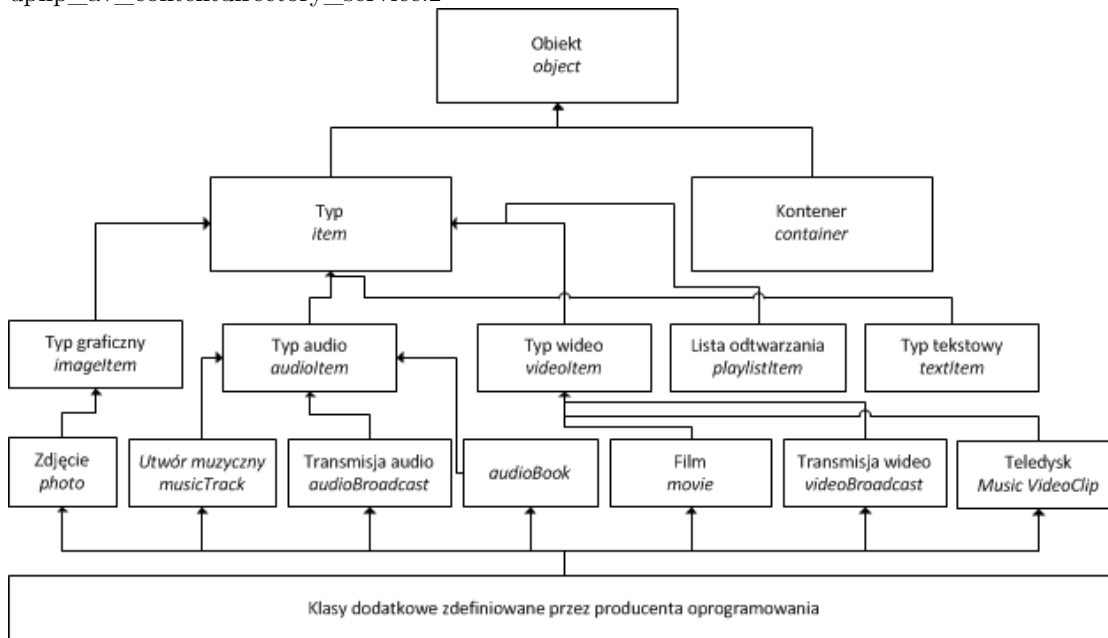 Obiekt
object
Typ
item
Kontener
container
Typ graficzny
imageItem
Typ audio
audioItem
Typ wideo
videoItem
Lista odtwarzania
playlistItem
Typ tekstowy
textItem
Zdjęcie
photo
Utwór muzyczny
musicTrack
Transmisja audio
audioBroadcast
audioBook
Film
movie
Transmisja wideo
videoBroadcast
Teledysk
Music VideoClip
Klasy dodatkowe zdefiniowane przez producenta oprogramowania